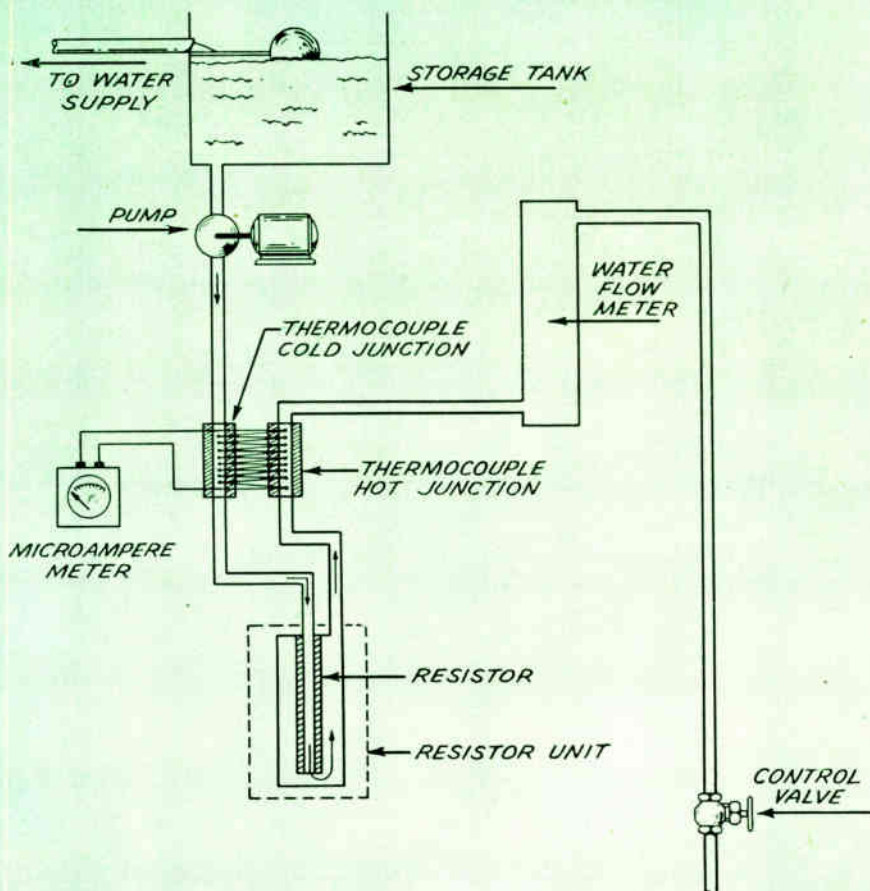 TO WATER
SUPPLY
STORAGE TANK
PUMP
WATER
FLOW
METER
THERMOCOUPLE
COLD JUNCTION
THERMOCOUPLE
HOT JUNCTION
MICROAMPERE
METER
RESISTOR
RESISTOR UNIT
CONTROL
VALVE